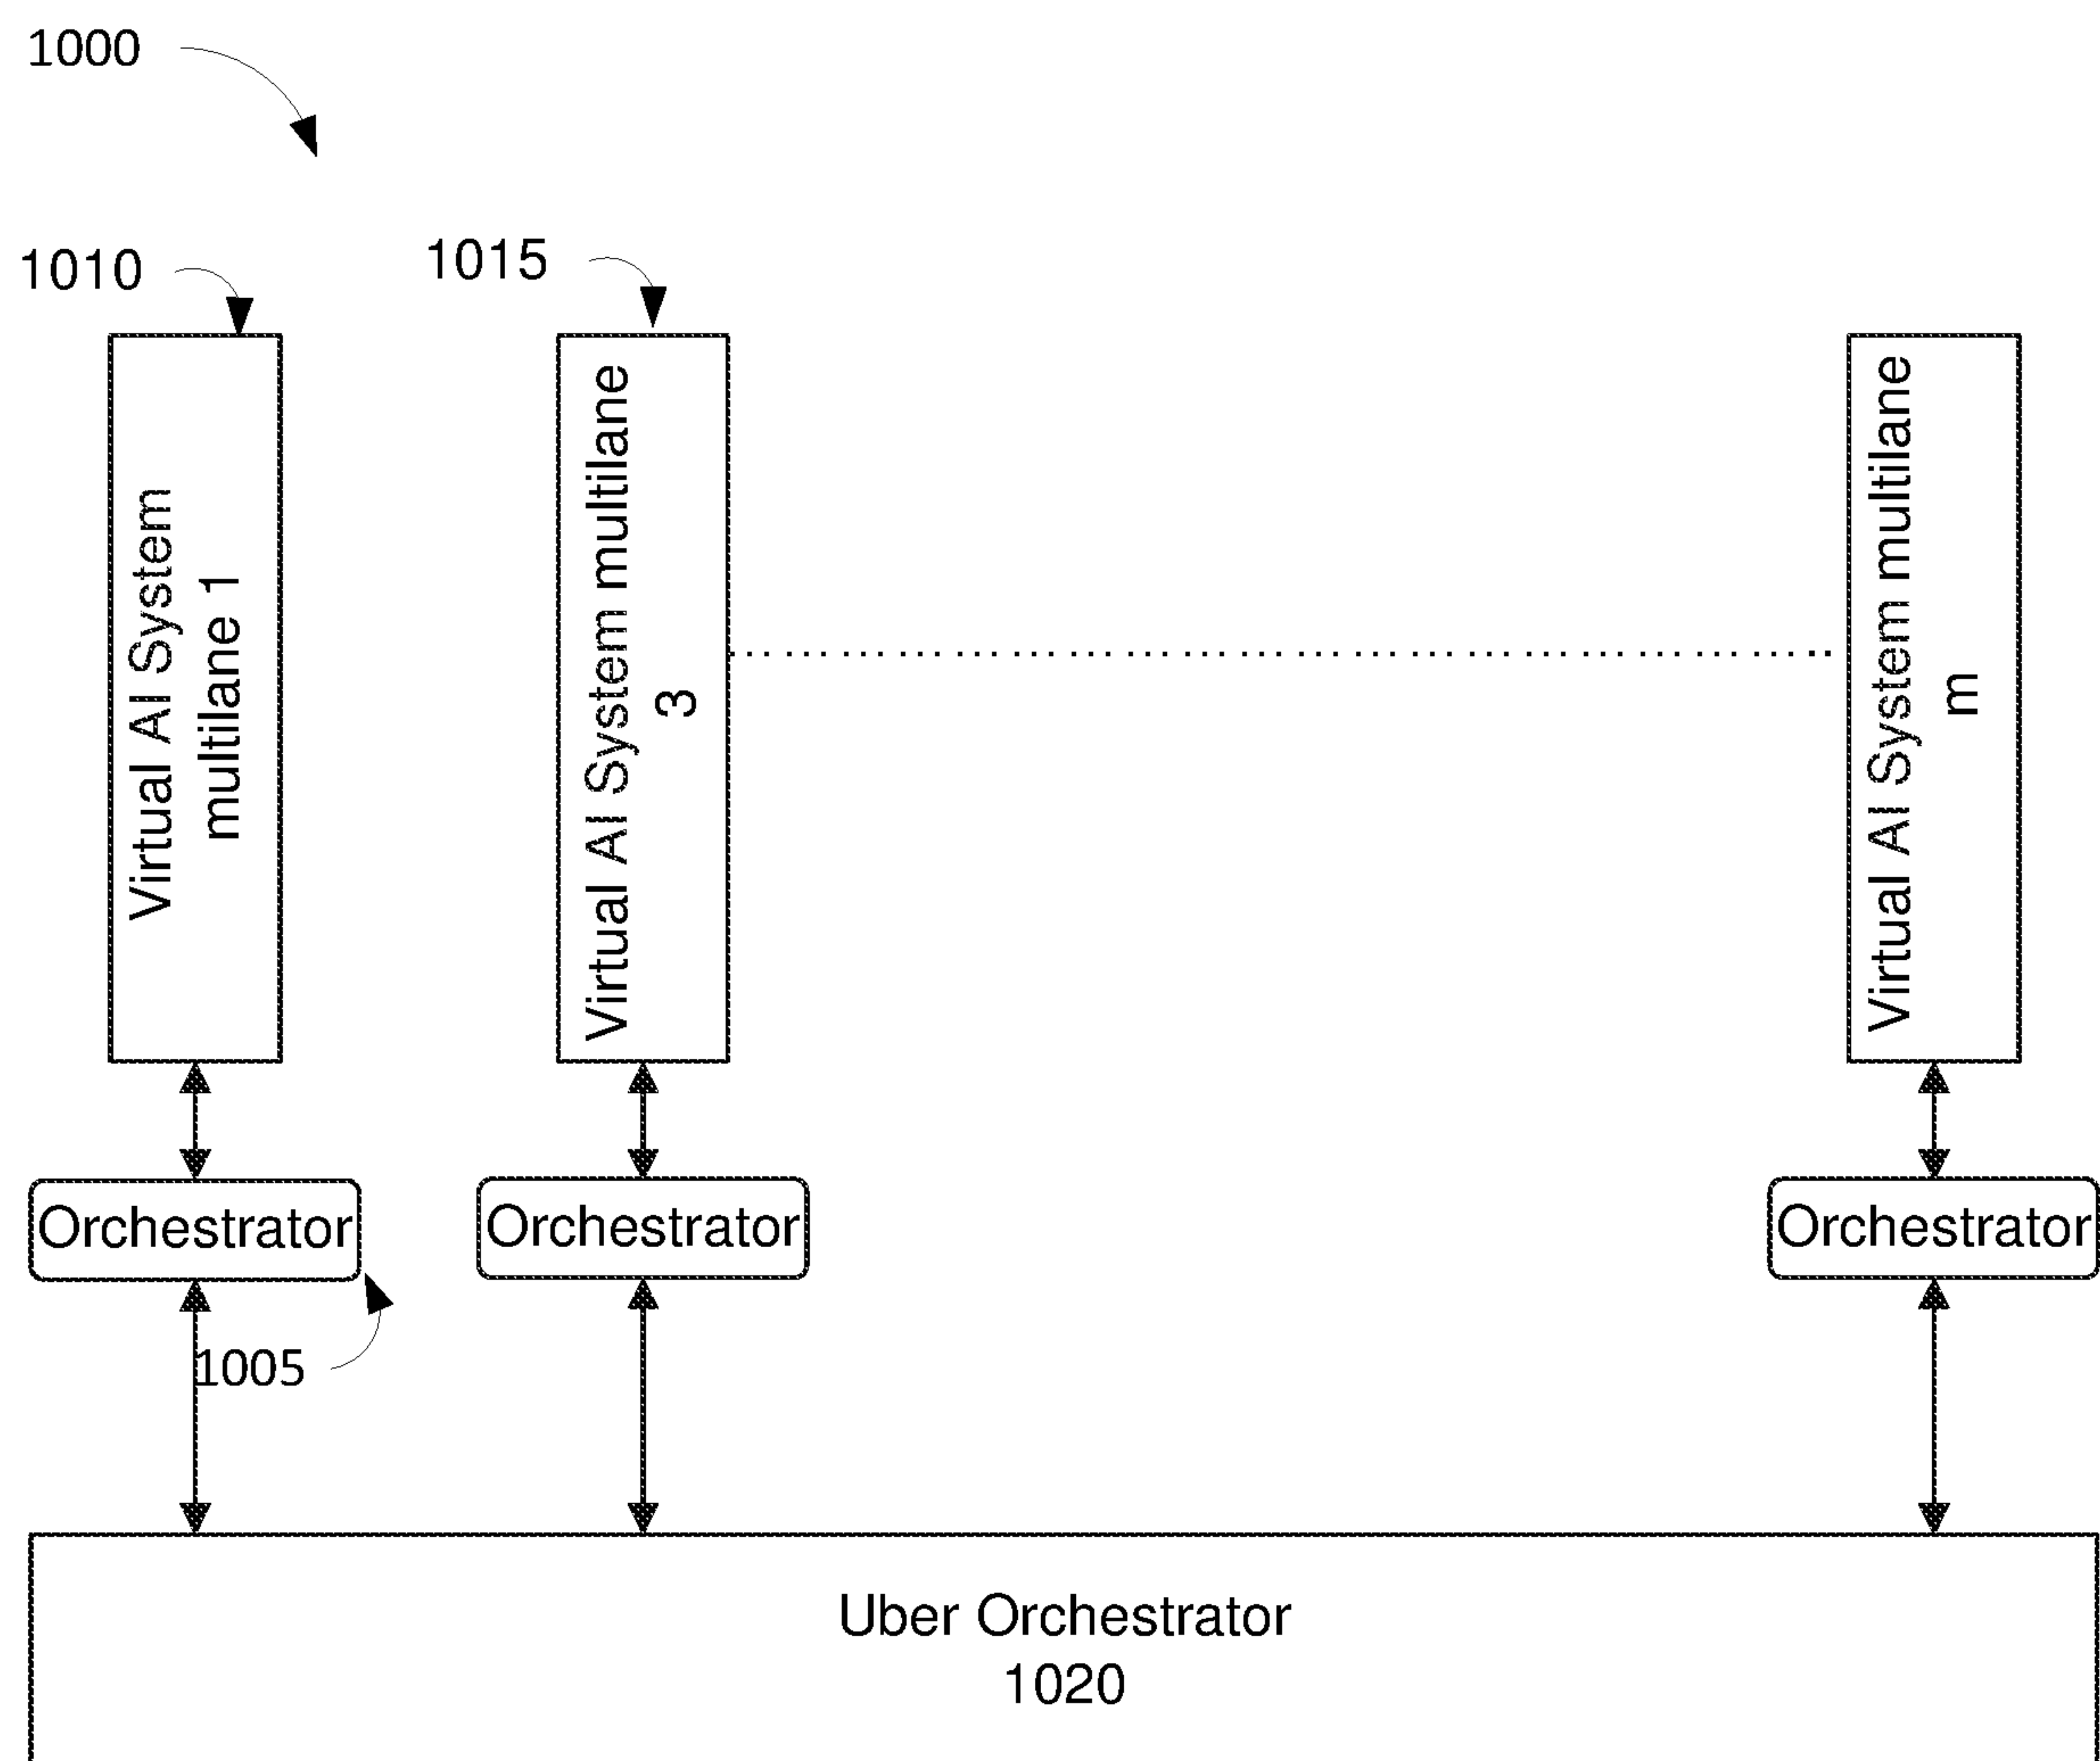 1000
1010
1015
Virtual AI System
multilane 1
Virtual AI System multilane
3
Virtual AI System multilane
m
Orchestrator
Orchestrator
Orchestrator
1005
Uber Orchestrator
1020